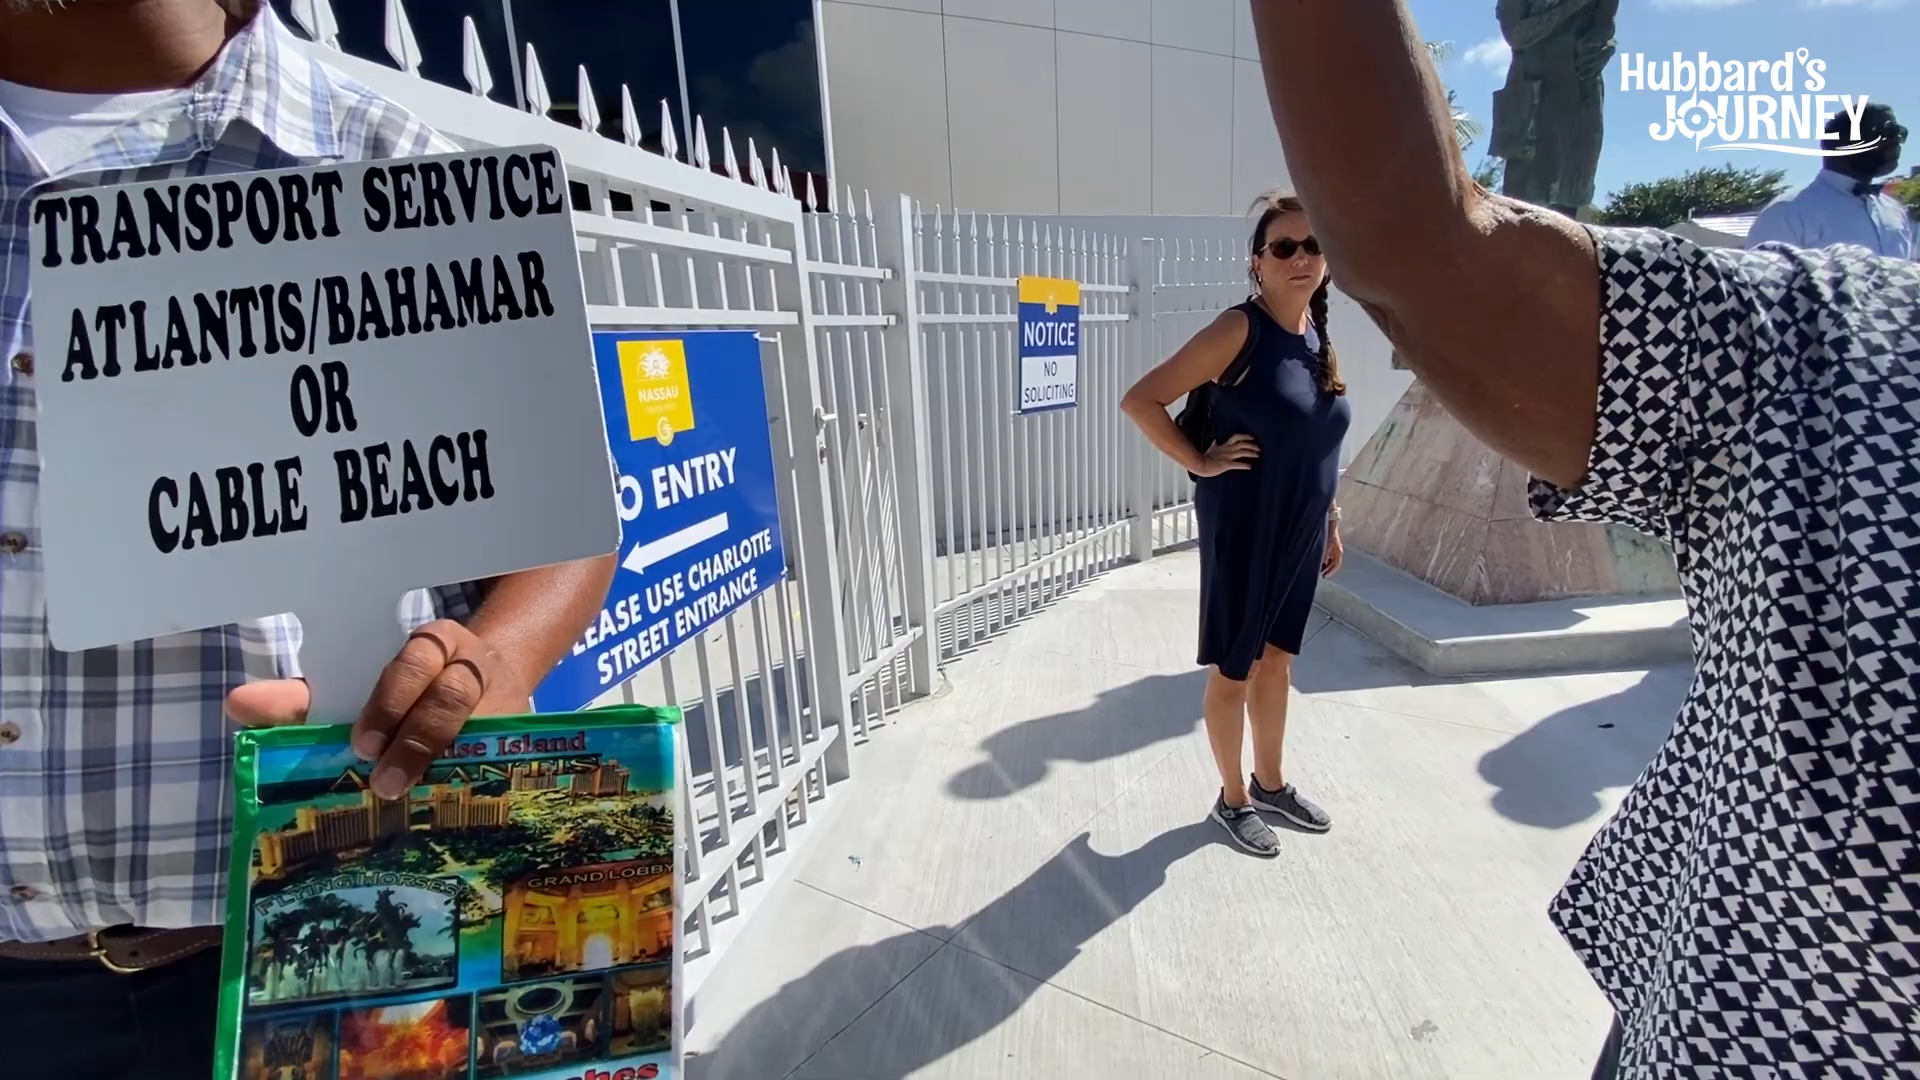 Hubbard's
JOURNEY
TRANSPORT SERVICE
ATLANTIS/BAHAMAR
OR
CABLE BEACH
NASSAU
ENTRY
USE CHARLOTTE
STREET ENTRANCE
NOTICE
NO
SOLICITING
Island
ATLANTIS
FLYING HORSES
GRAND LOBBY